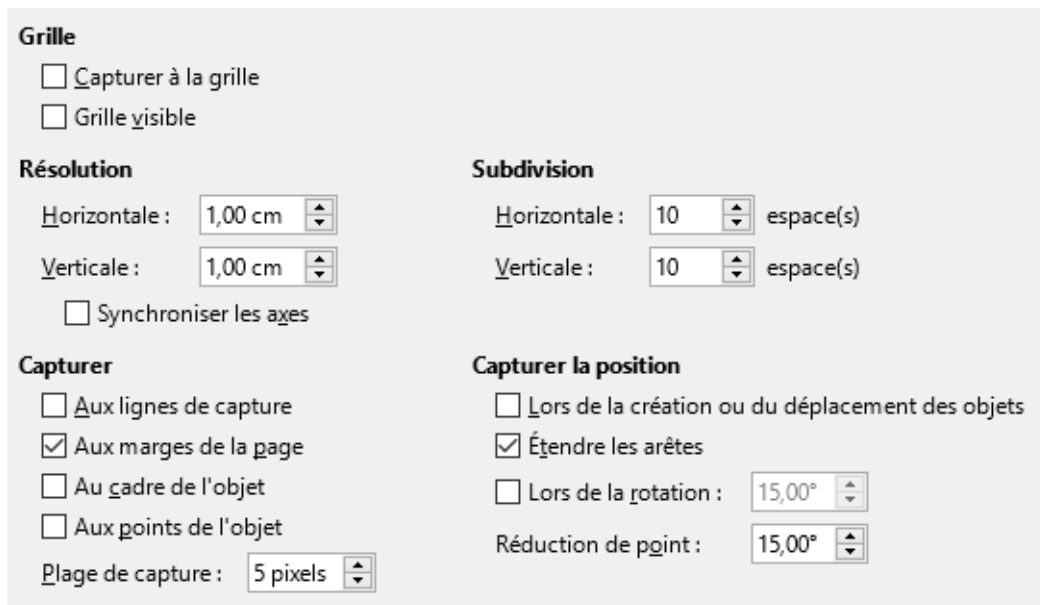 Grille
Capturer à la grille
Grille visible
Résolution
Horizontale : 1,00 cm
Verticale : 1,00 cm
Synchroniser les axes
Subdivision
Horizontale : 10 espace(s)
Verticale : 10 espace(s)
Capturer
Aux lignes de capture
Aux marges de la page
Au cadre de l'objet
Aux points de l'objet
Plage de capture : 5 pixels
Capturer la position
Lors de la création ou du déplacement des objets
Étendre les arêtes
Lors de la rotation : 15,00°
Réduction de point : 15,00°